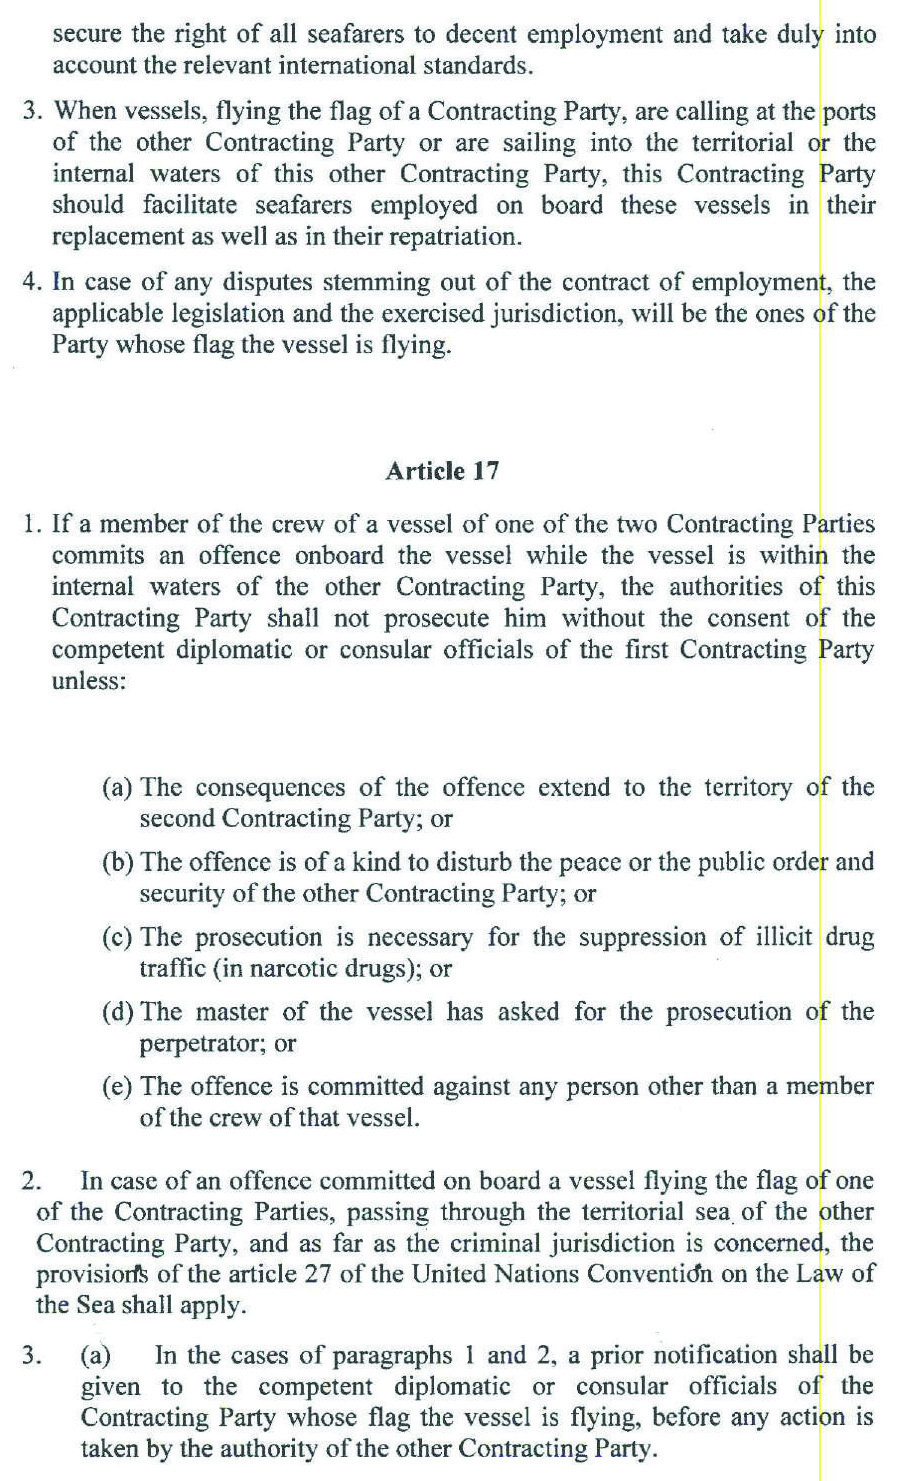 secure the right of all seafarers to decent employment and take duly into
account the relevant international standards.
3. When vessels, flying the flag of a Contracting Party, are calling at the ports
of the other Contracting Party or are sailing into the territorial or the
internal waters of this other Contracting Party, this Contracting Party
should facilitate seafarers employed on board these vessels in their
replacement as well as in their repatriation.
4. In case of any disputes stemming out of the contract of employment, the
applicable legislation and the exercised jurisdiction, will be the ones of the
Party whose flag the vessel is flying.
Article 17
1. If a member of the crew of a vessel of one of the two Contracting Parties
commits an offence onboard the vessel while the vessel is within the
internal waters of the other Contracting Party, the authorities of this
Contracting Party shall not prosecute him without the consent of the
competent diplomatic or consular officials of the first Contracting Party
unless:
(a) The consequences of the offence extend to the territory of the
second Contracting Party; or
(b) The offence is of a kind to disturb the peace or the public order and
security of the other Contracting Party; or
(c) The prosecution is necessary for the suppression of illicit drug
traffic (in narcotic drugs); or
(d) The master of the vessel has asked for the prosecution of the
perpetrator; or
(e) The offence is committed against any person other than a member
of the crew of that vessel.
2. In case of an offence committed on board a vessel flying the flag of one
of the Contracting Parties, passing through the territorial sea of the other
Contracting Party, and as far as the criminal jurisdiction is concerned, the
provisions of the article 27 of the United Nations Convention on the Law of
the Sea shall apply.
3. (a) In the cases of paragraphs 1 and 2, a prior notification shall be
given to the competent diplomatic or consular officials of the
Contracting Party whose flag the vessel is flying, before any action is
taken by the authority of the other Contracting Party.